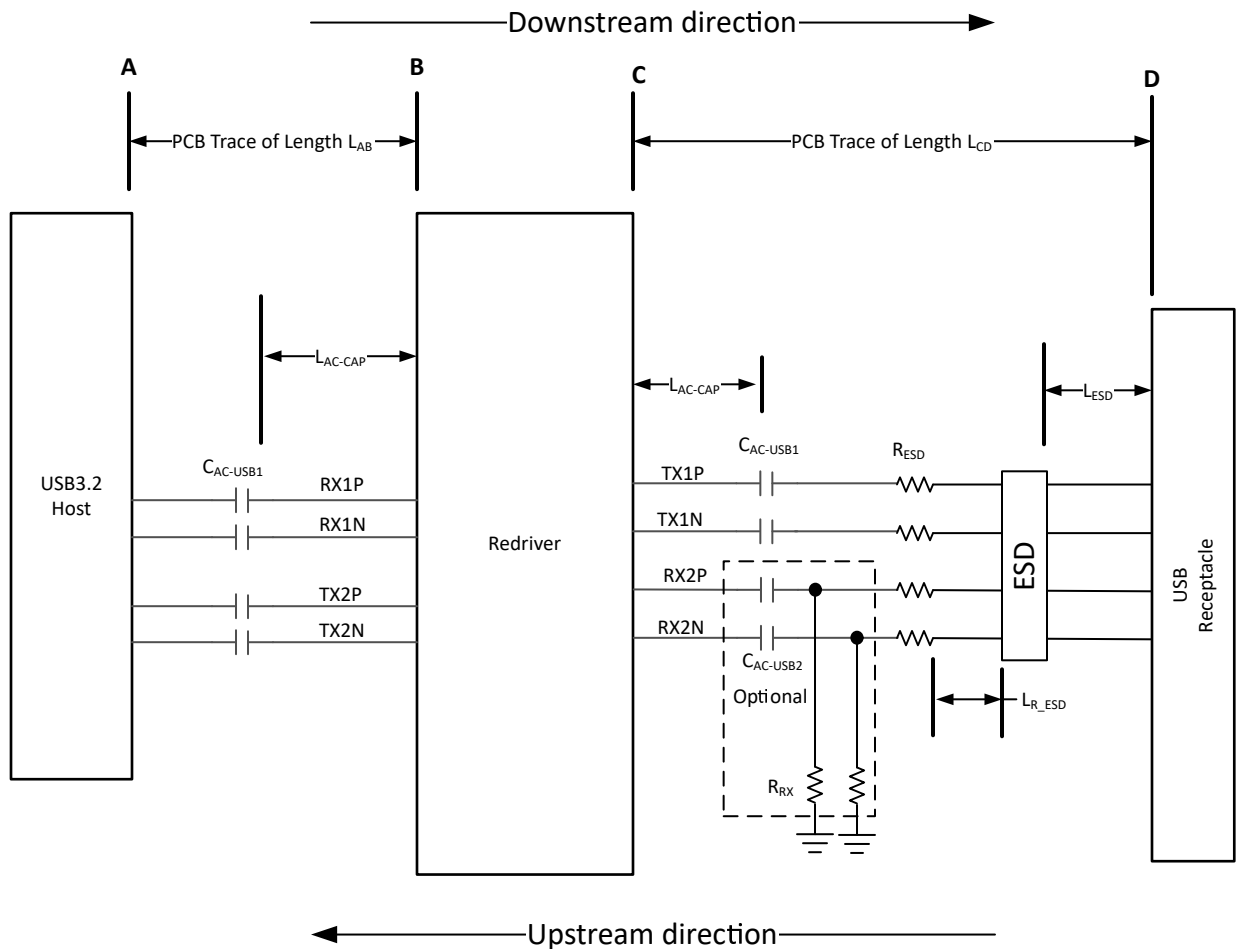 Downstream direction
A
B
C
D
PCB Trace of Length LAB
PCB Trace of Length LCD
LAC-CAP
LAC-CAP
LESD
CAC-USB1
CAC-USB1
RESD
USB3.2
Host
RX1P
RX1N
TX2P
TX2N
Redriver
TX1P
TX1N
RX2P
RX2N
CAC-USB2
Optional
RRX
ESD
LR_ESD
USB
Receptacle
Upstream direction